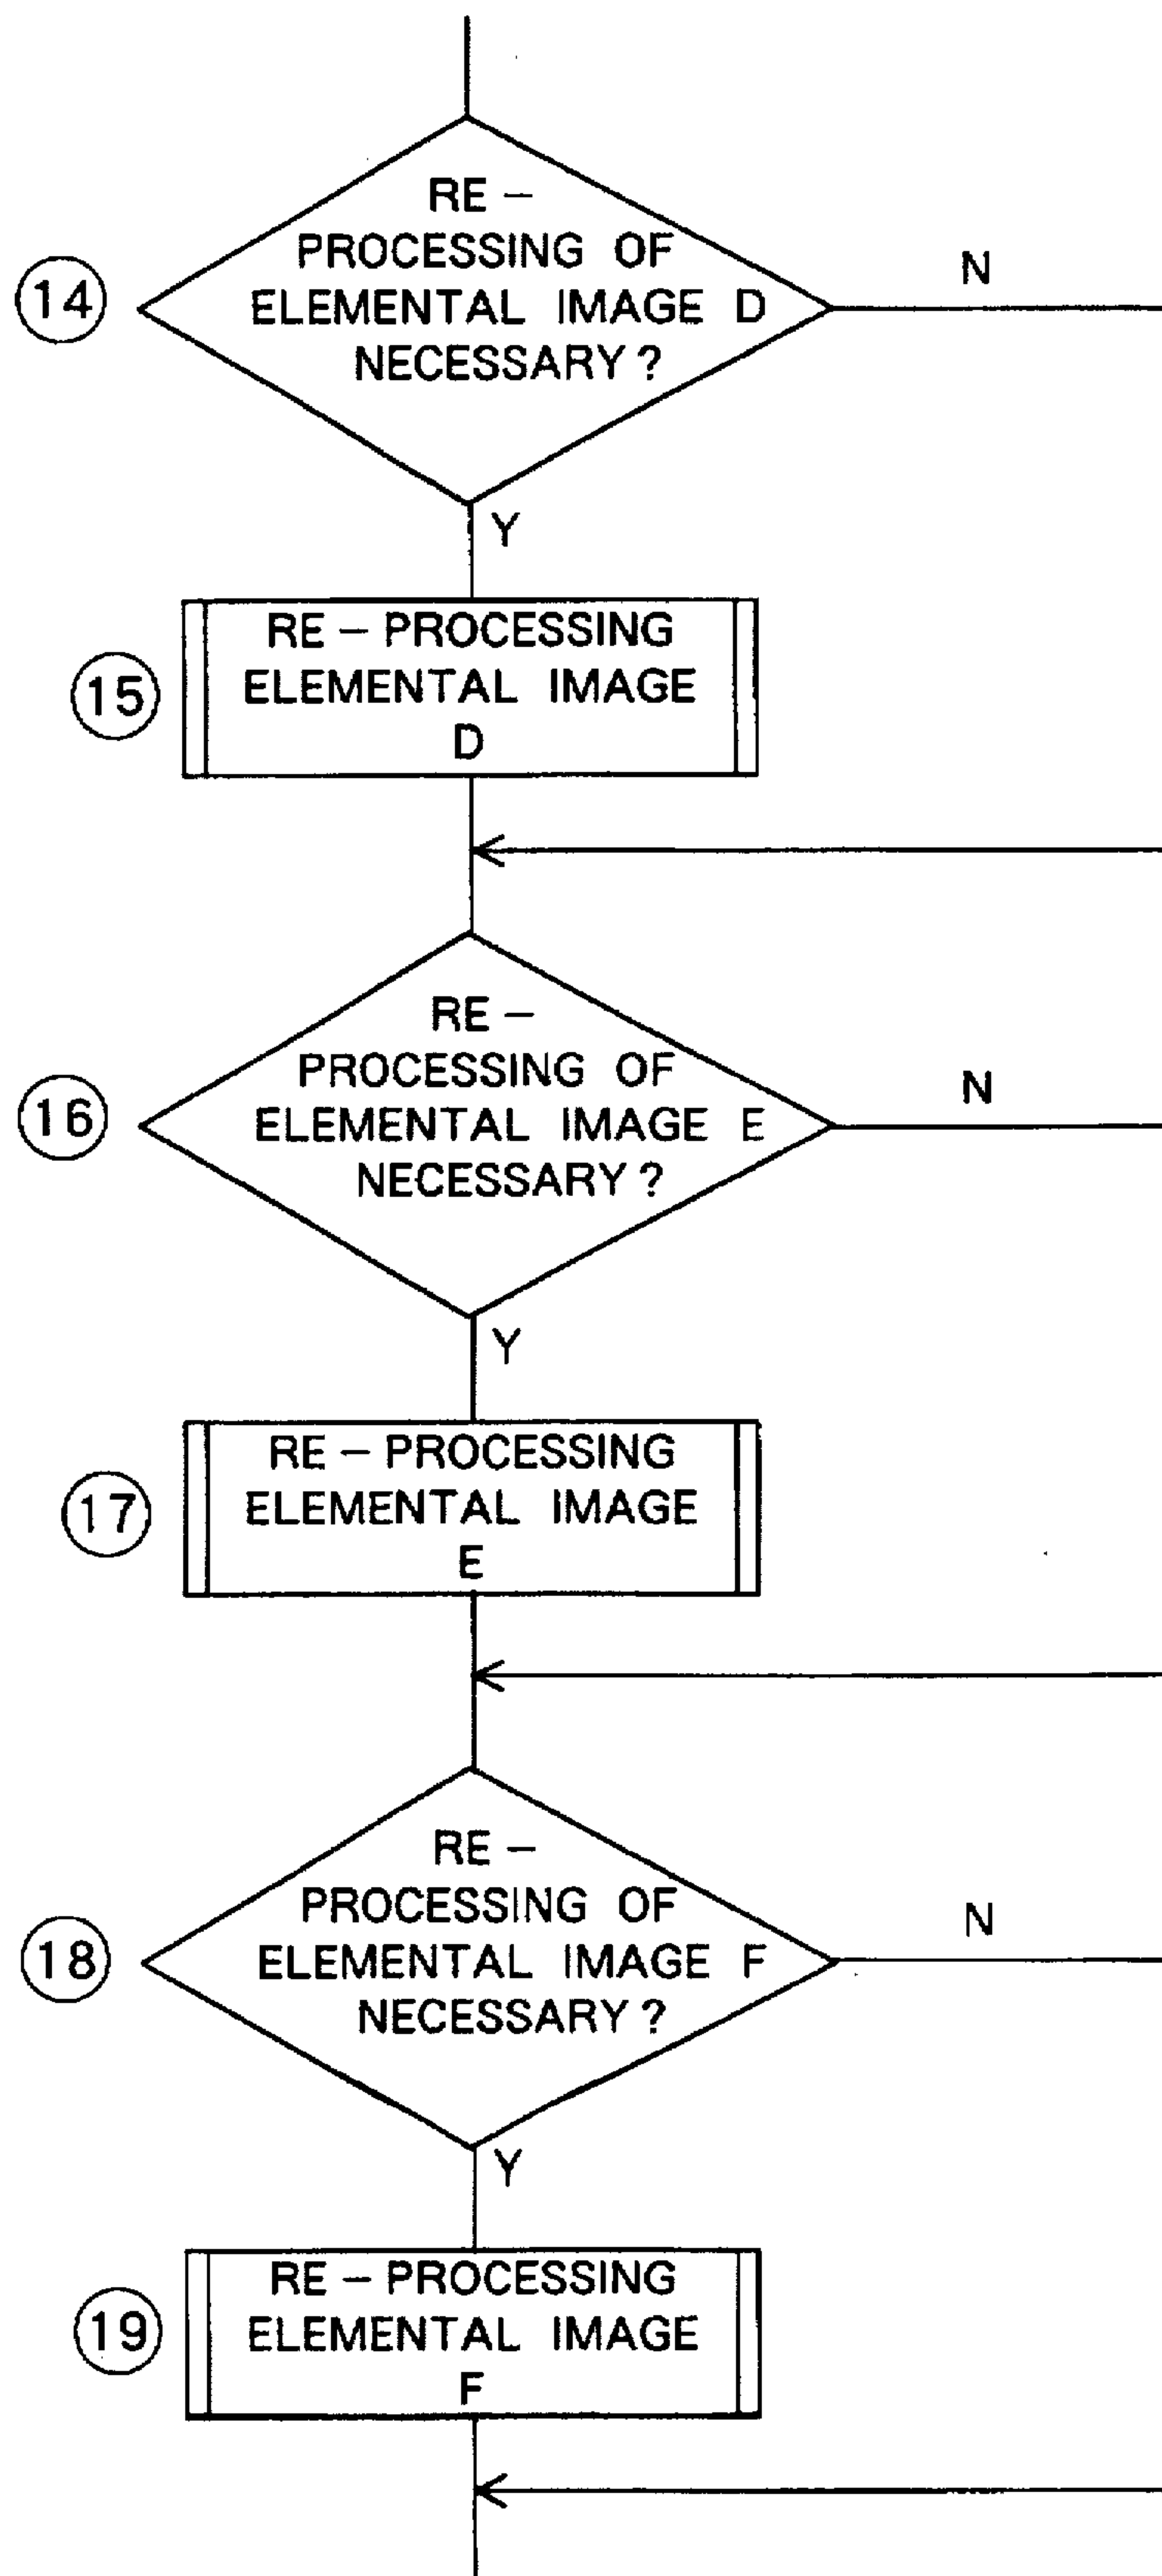 RE –
PROCESSING OF
ELEMENTAL IMAGE D
NECESSARY ?
14
N
Y
RE – PROCESSING
ELEMENTAL IMAGE
D
15
RE –
PROCESSING OF
ELEMENTAL IMAGE E
NECESSARY ?
16
N
Y
RE – PROCESSING
ELEMENTAL IMAGE
E
17
RE –
PROCESSING OF
ELEMENTAL IMAGE F
NECESSARY ?
18
N
Y
RE – PROCESSING
ELEMENTAL IMAGE
F
19